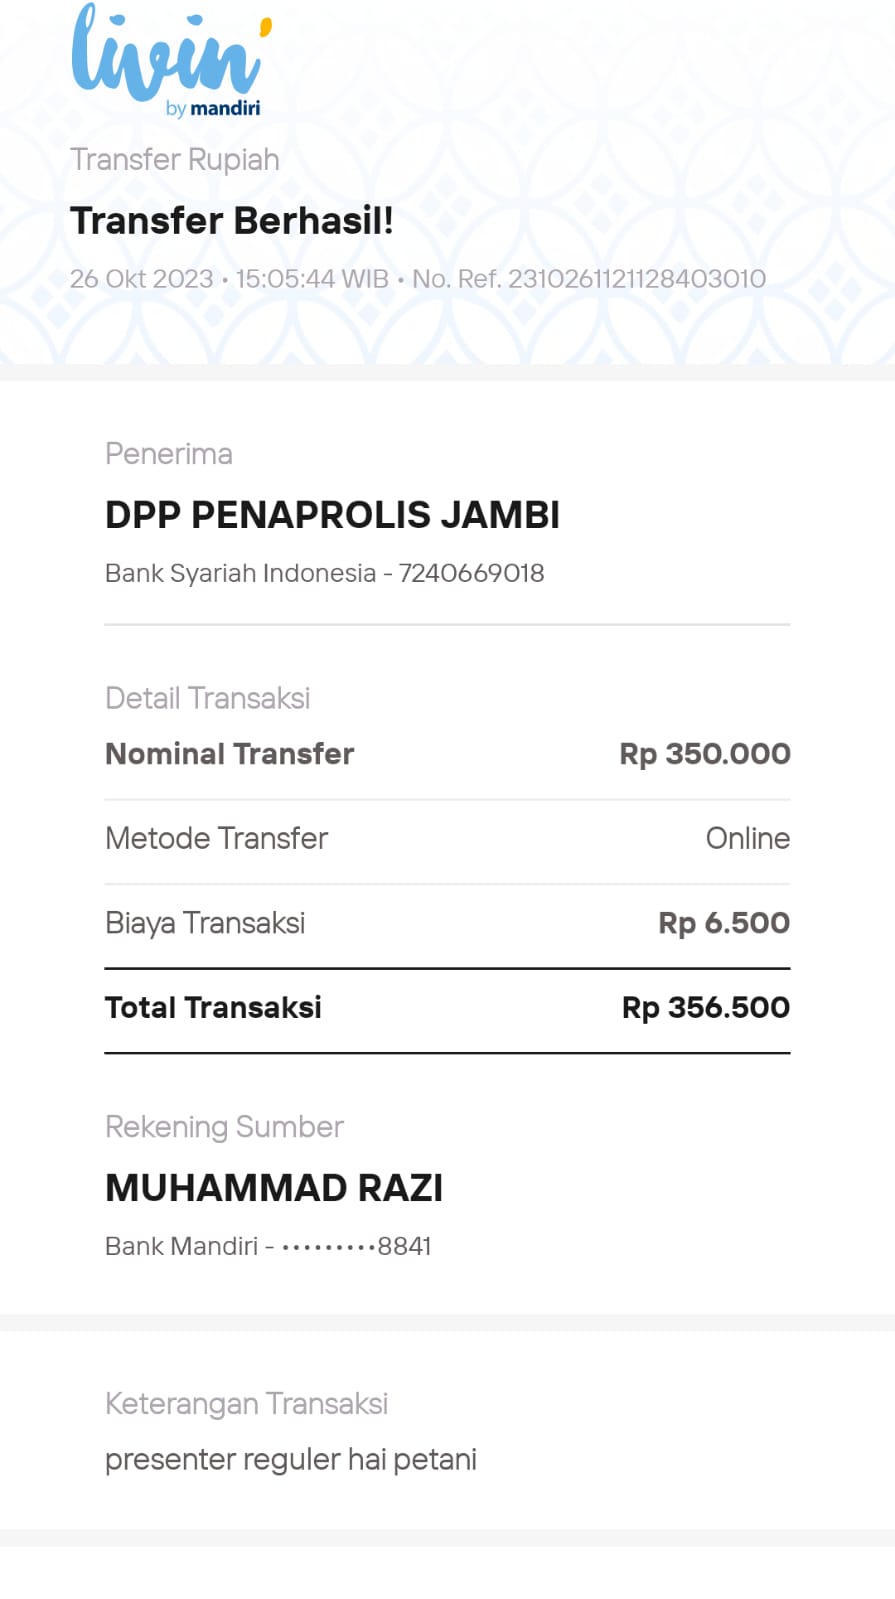 livin'
by mandiri
Transfer Rupiah
Transfer Berhasil!
26 Okt 2023 • 15:05:44 WIB • No. Ref. 2310261121128403010
Penerima
DPP PENAPROLIS JAMBI
Bank Syariah Indonesia - 7240669018
Detail Transaksi
Nominal Transfer Rp 350.000
Metode Transfer Online
Biaya Transaksi Rp 6.500
Total Transaksi Rp 356.500
Rekening Sumber
MUHAMMAD RAZI
Bank Mandiri - •••••••••8841
Keterangan Transaksi
presenter reguler hai petani